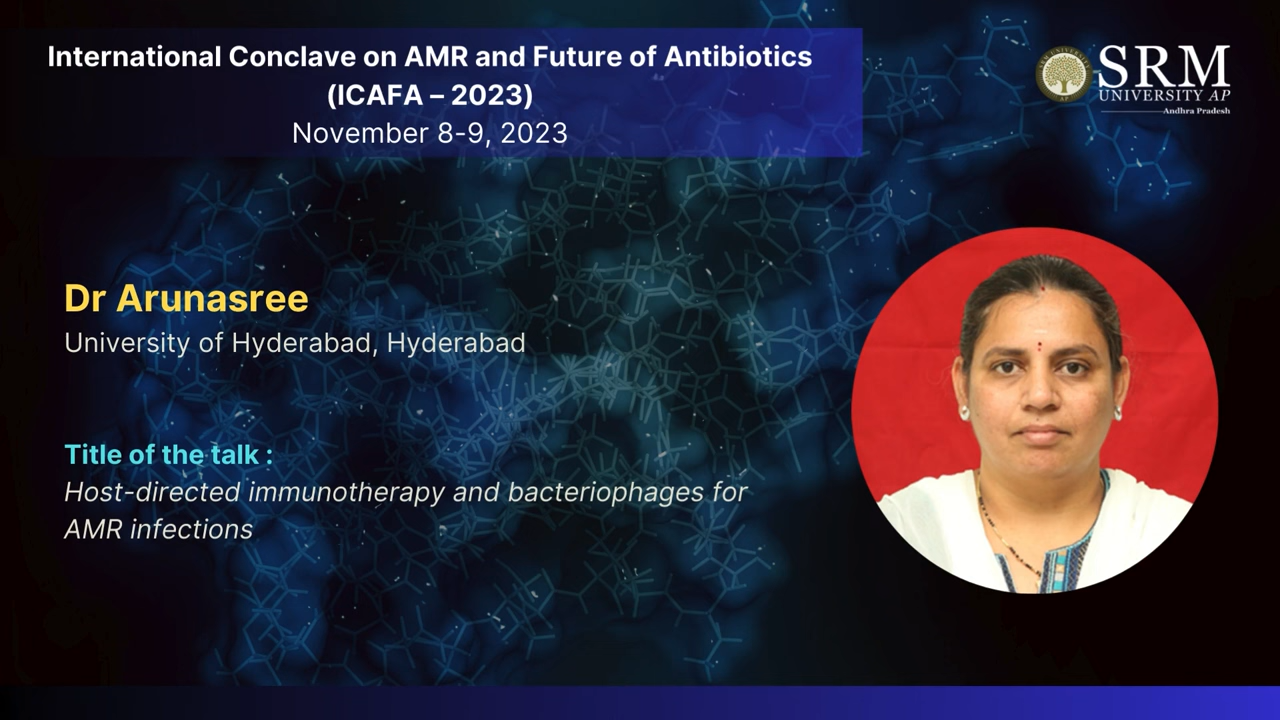 International Conclave on AMR and Future of Antibiotics
(ICAFA – 2023)
November 8-9, 2023
SRM
UNIVERSITY AP
Andhra Pradesh
Dr Arunasree
University of Hyderabad, Hyderabad
Title of the talk :
Host-directed immunotherapy and bacteriophages for
AMR infections